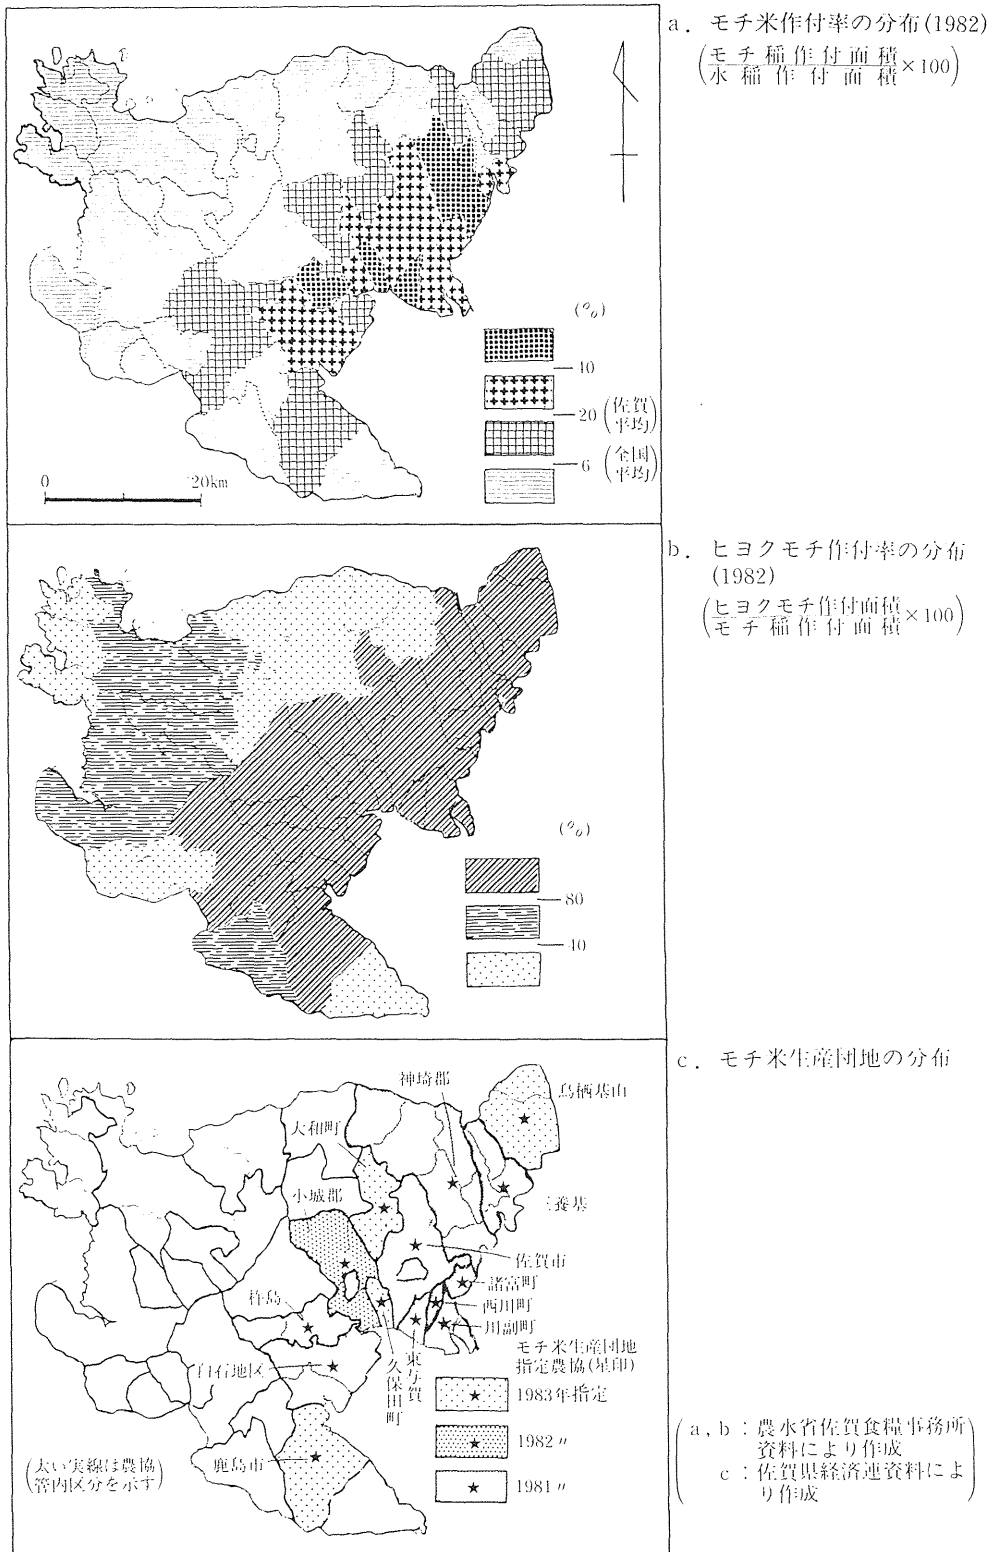 a．モチ米作付率の分布(1982)
(モチ稲作付面積
水稲作付面積×100)
(%)
40
20(佐賀
平均)
6(全国
平均)
0 20km
b．ヒヨクモチ作付率の分布
(1982)
(ヒヨクモチ作付面積
モチ稲作付面積×100)
(%)
80
40
c．モチ米生産団地の分布
神埼郡
鳥栖基山
大和町
三養基
小城郡
佐賀市
諸富町
西川町
川副町
杵島
白石地区
久保田町
東与賀
鹿島市
モチ米生産団地
指定農協(星印)
1983年指定
1982〃
1981〃
(太い実線は農協
管内区分を示す)
(a,b：農水省佐賀食糧事務所
資料により作成
c：佐賀県経済連資料によ
り作成)